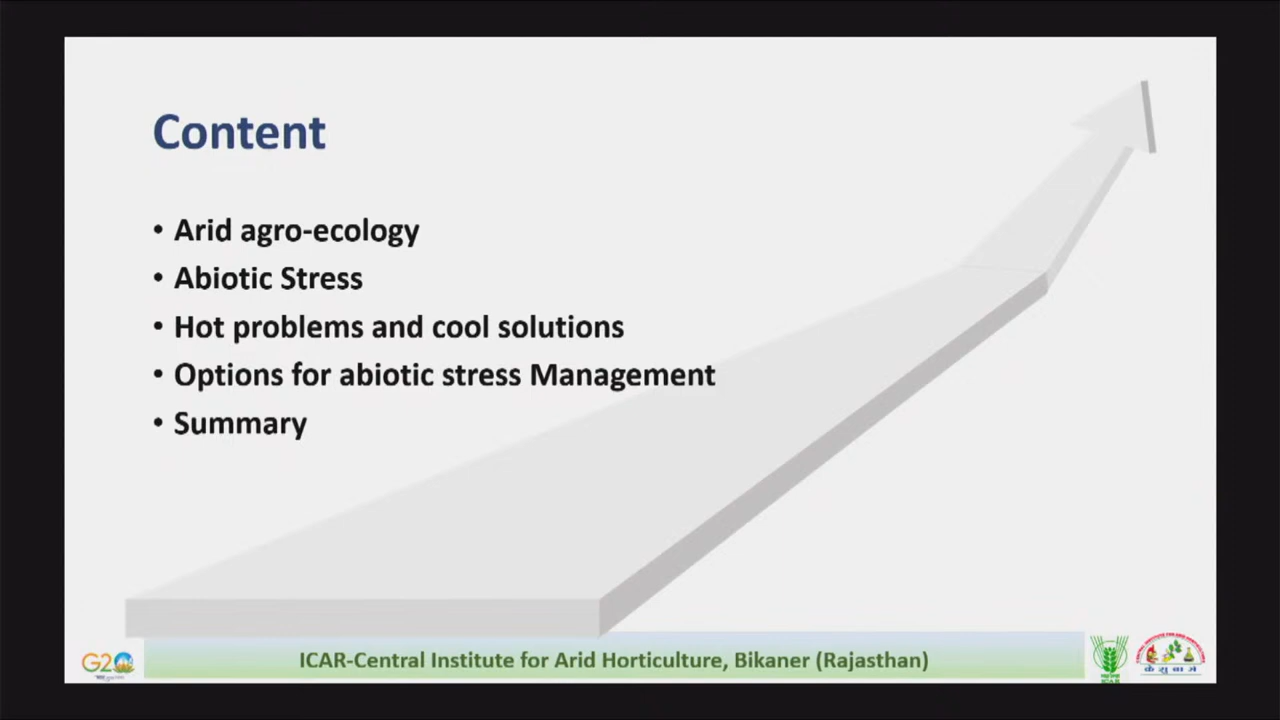 Content
• Arid agro-ecology
• Abiotic Stress
• Hot problems and cool solutions
• Options for abiotic stress Management
• Summary
G20
ICAR-Central Institute for Arid Horticulture, Bikaner (Rajasthan)
ICAR